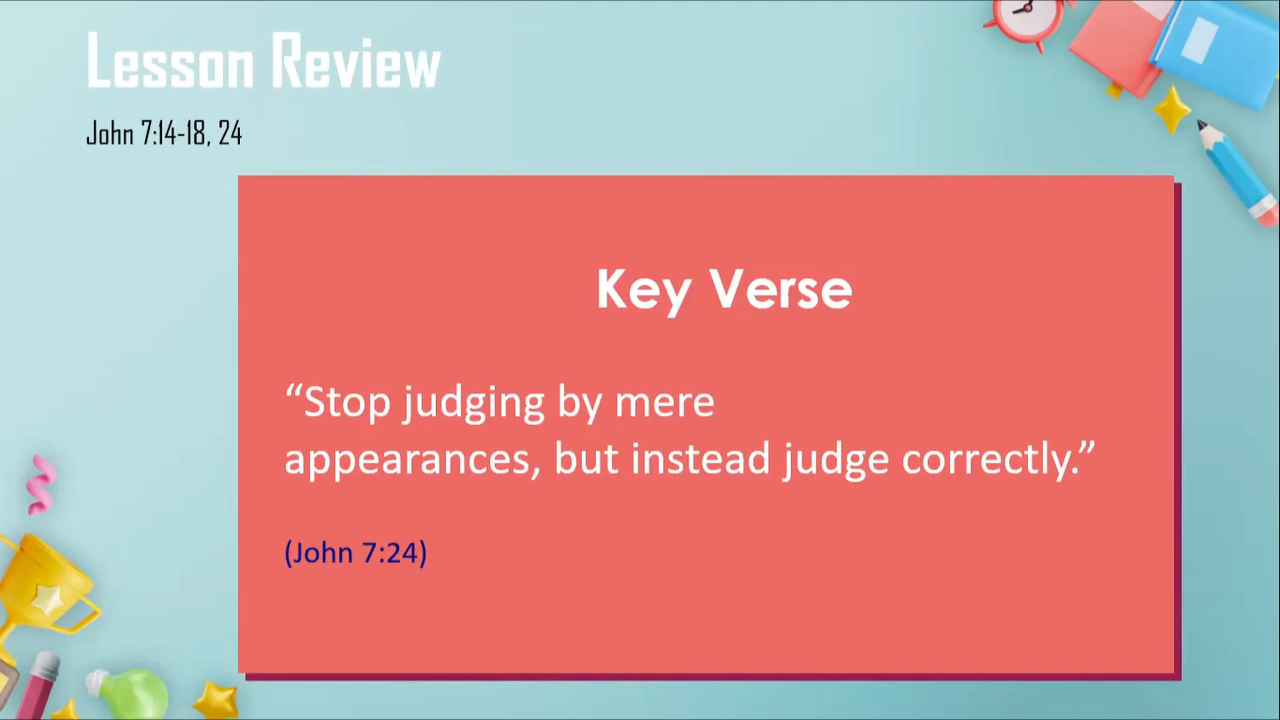 Lesson Review
John 7:14-18, 24
Key Verse
“Stop judging by mere
appearances, but instead judge correctly.”
(John 7:24)